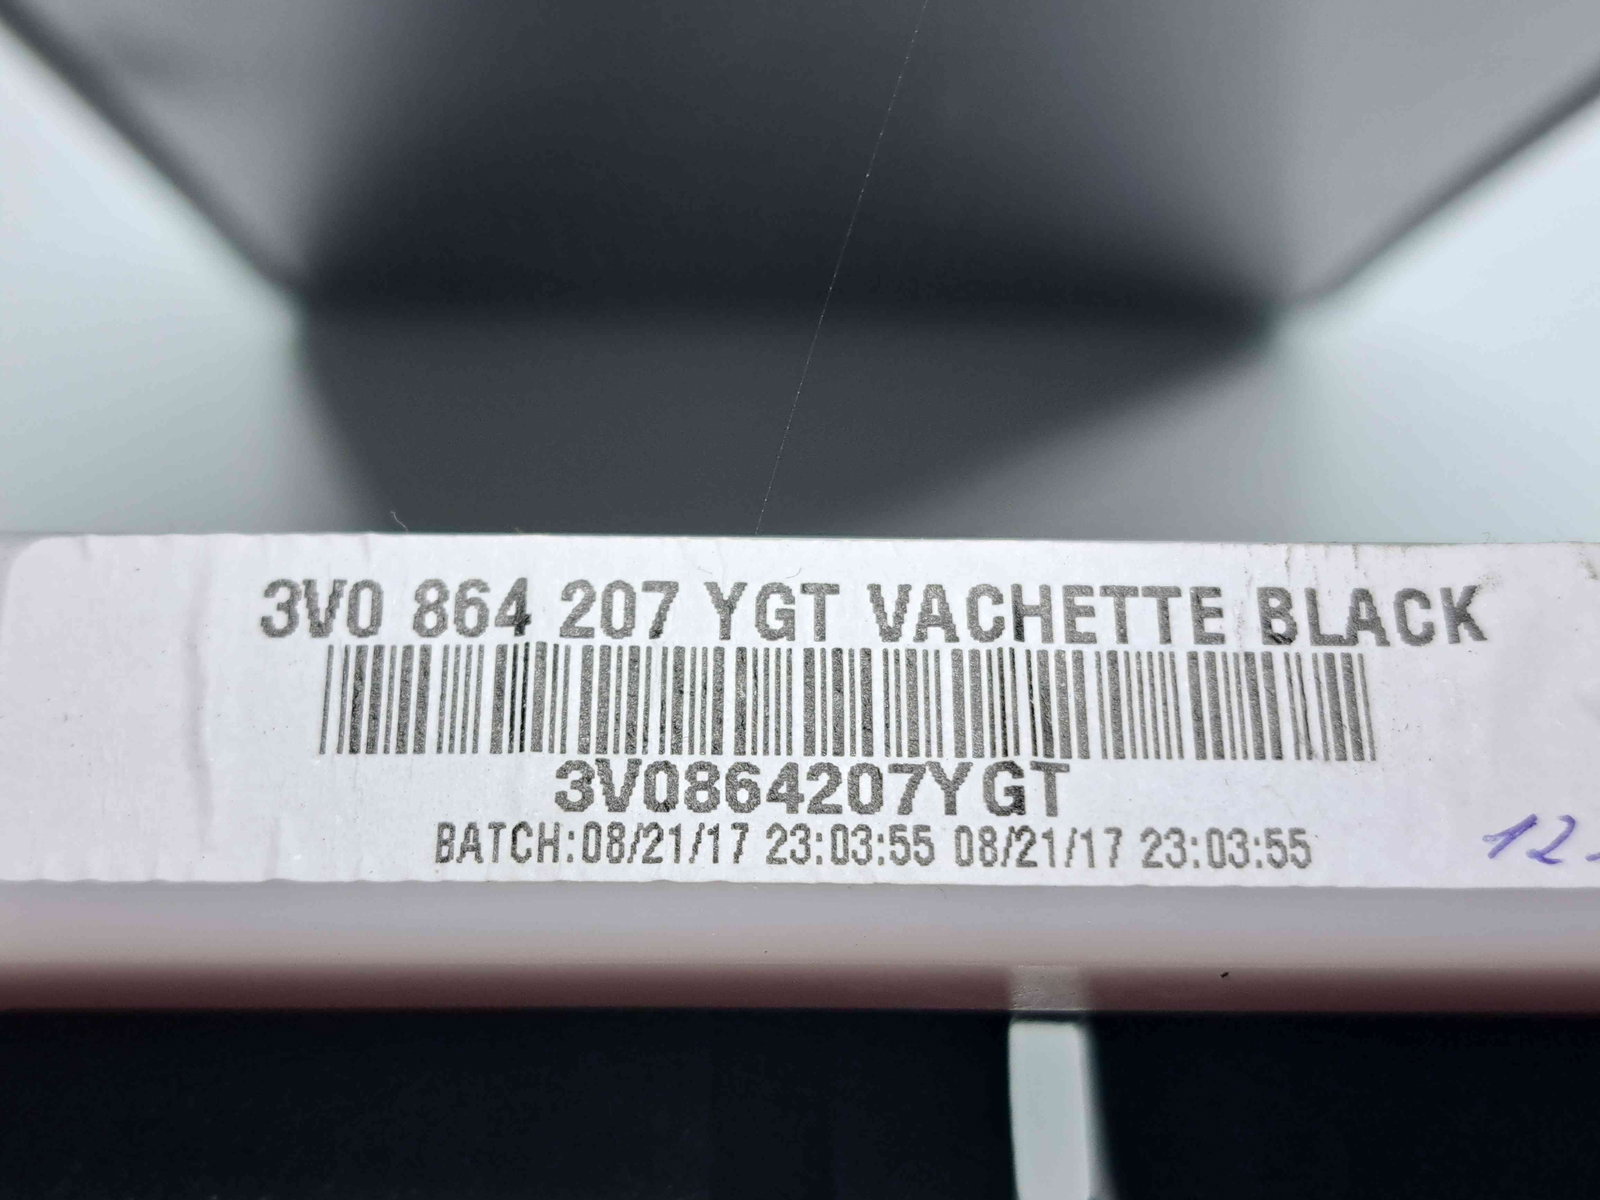 3V0 864 207 YGT VACHETTE BLACK
3V0864207YGT
BATCH:08/21/17 23:03:55 08/21/17 23:03:55
12.